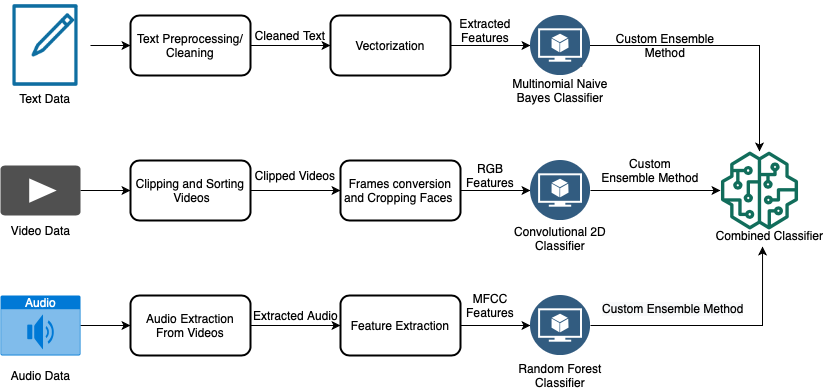 Text Data
Text Preprocessing/
Cleaning
Cleaned Text
Vectorization
Extracted
Features
Multinomial Naive
Bayes Classifier
Custom Ensemble
Method
Video Data
Clipping and Sorting
Videos
Clipped Videos
Frames conversion
and Cropping Faces
RGB
Features
Convolutional 2D
Classifier
Custom
Ensemble Method
Combined Classifier
Audio
Audio Data
Audio Extraction
From Videos
Extracted Audio
Feature Extraction
MFCC
Features
Random Forest
Classifier
Custom Ensemble Method